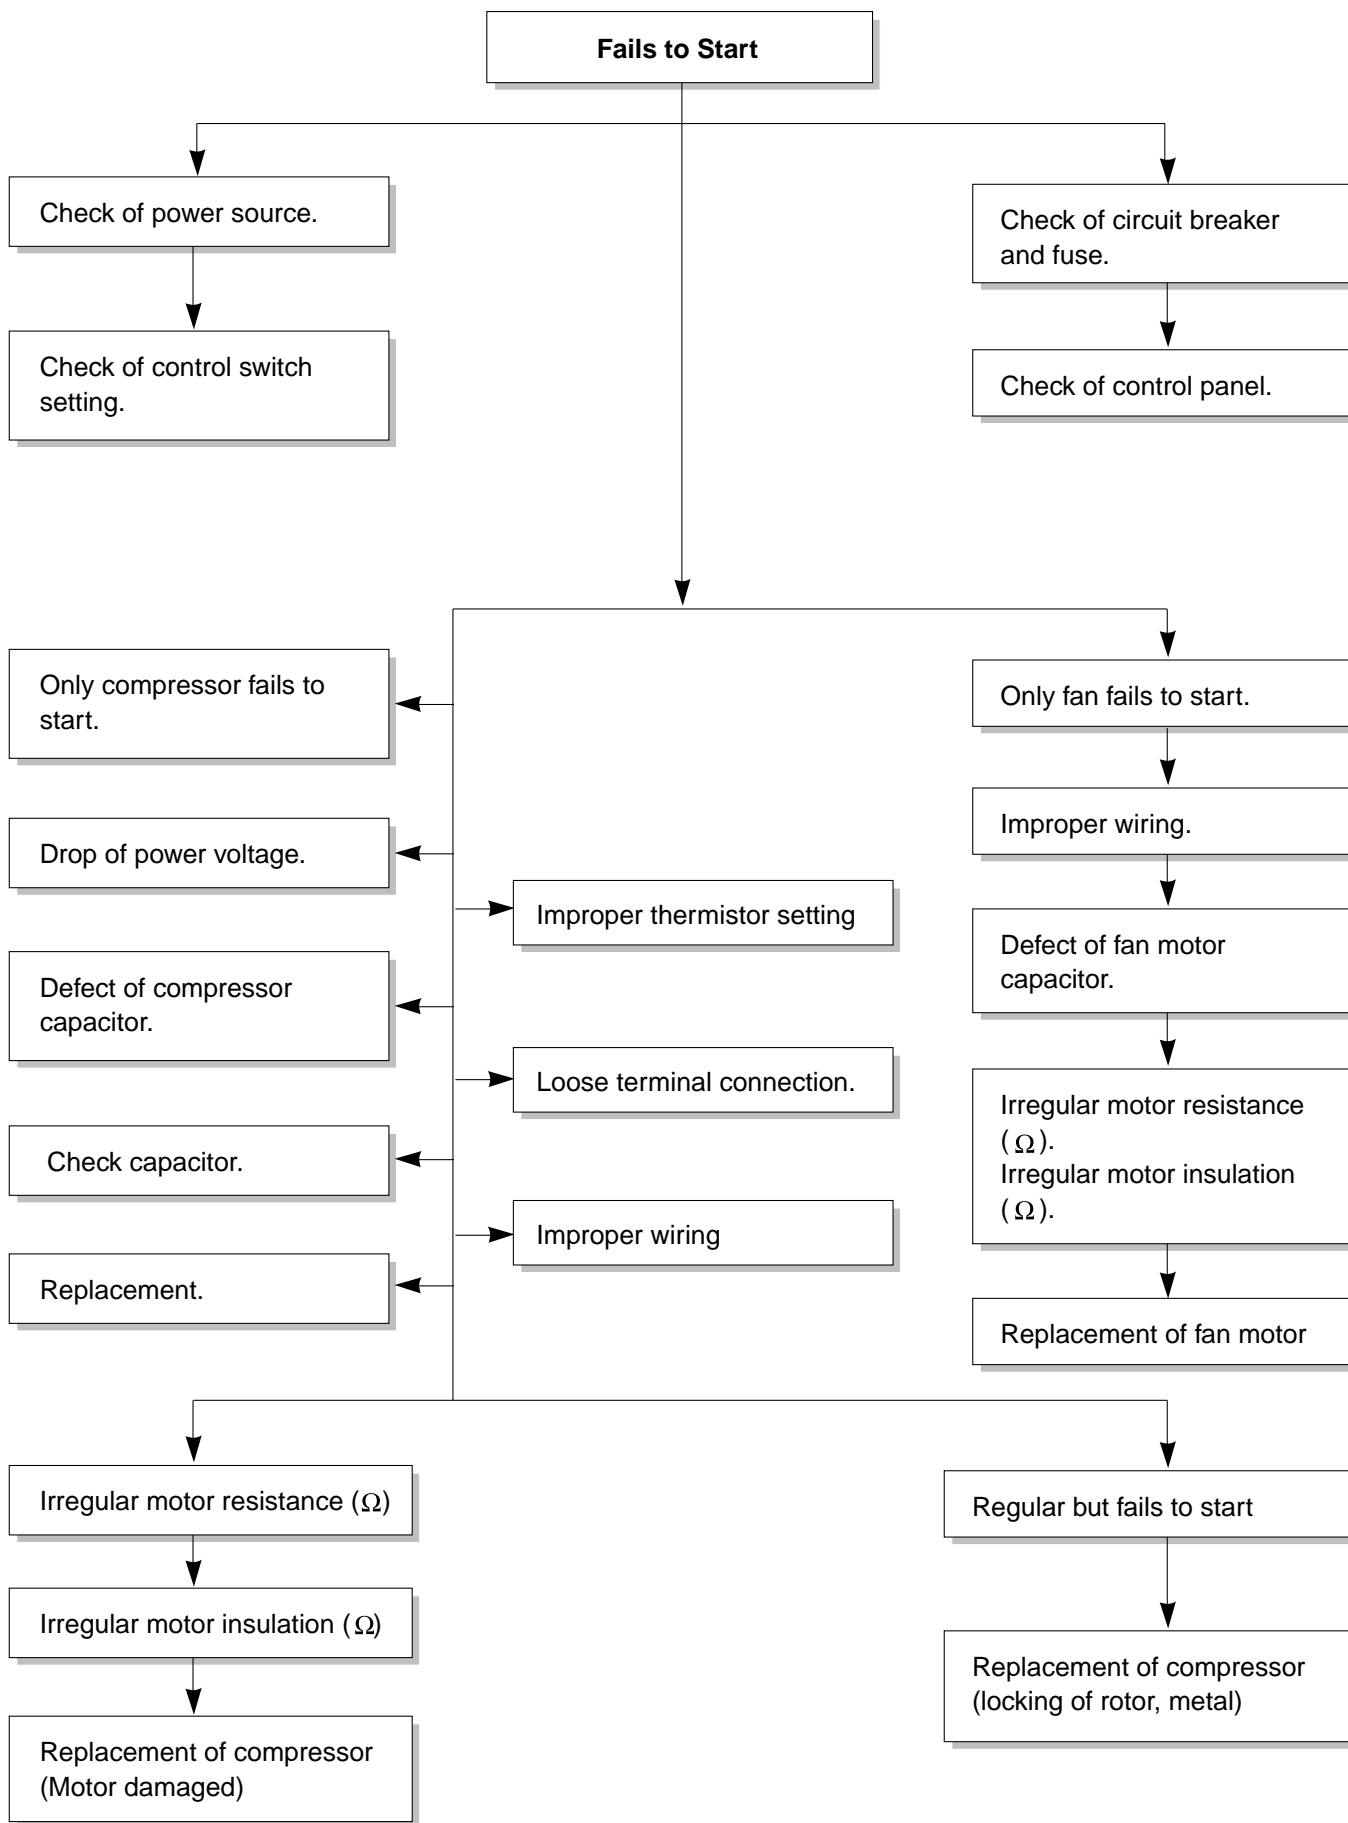 Fails to Start
Check of power source.
Check of circuit breaker
and fuse.
Check of control switch
setting.
Check of control panel.
Only compressor fails to
start.
Only fan fails to start.
Drop of power voltage.
Improper wiring.
Improper thermistor setting
Defect of fan motor
capacitor.
Defect of compressor
capacitor.
Loose terminal connection.
Irregular motor resistance
(Ω).
Irregular motor insulation
(Ω).
Check capacitor.
Improper wiring
Replacement.
Replacement of fan motor
Irregular motor resistance (Ω)
Regular but fails to start
Irregular motor insulation (Ω)
Replacement of compressor
(locking of rotor, metal)
Replacement of compressor
(Motor damaged)